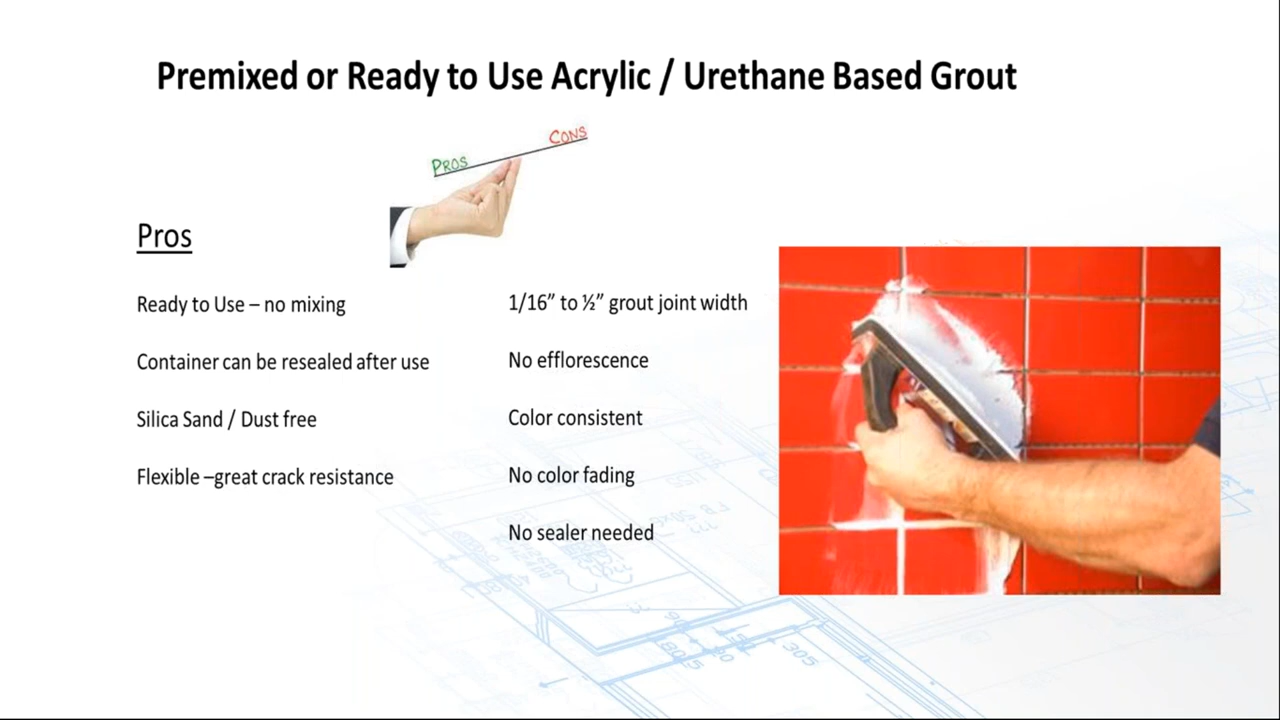 Premixed or Ready to Use Acrylic / Urethane Based Grout
PROS
CONS
Pros
Ready to Use – no mixing
Container can be resealed after use
Silica Sand / Dust free
Flexible –great crack resistance
1/16” to ½” grout joint width
No efflorescence
Color consistent
No color fading
No sealer needed
305